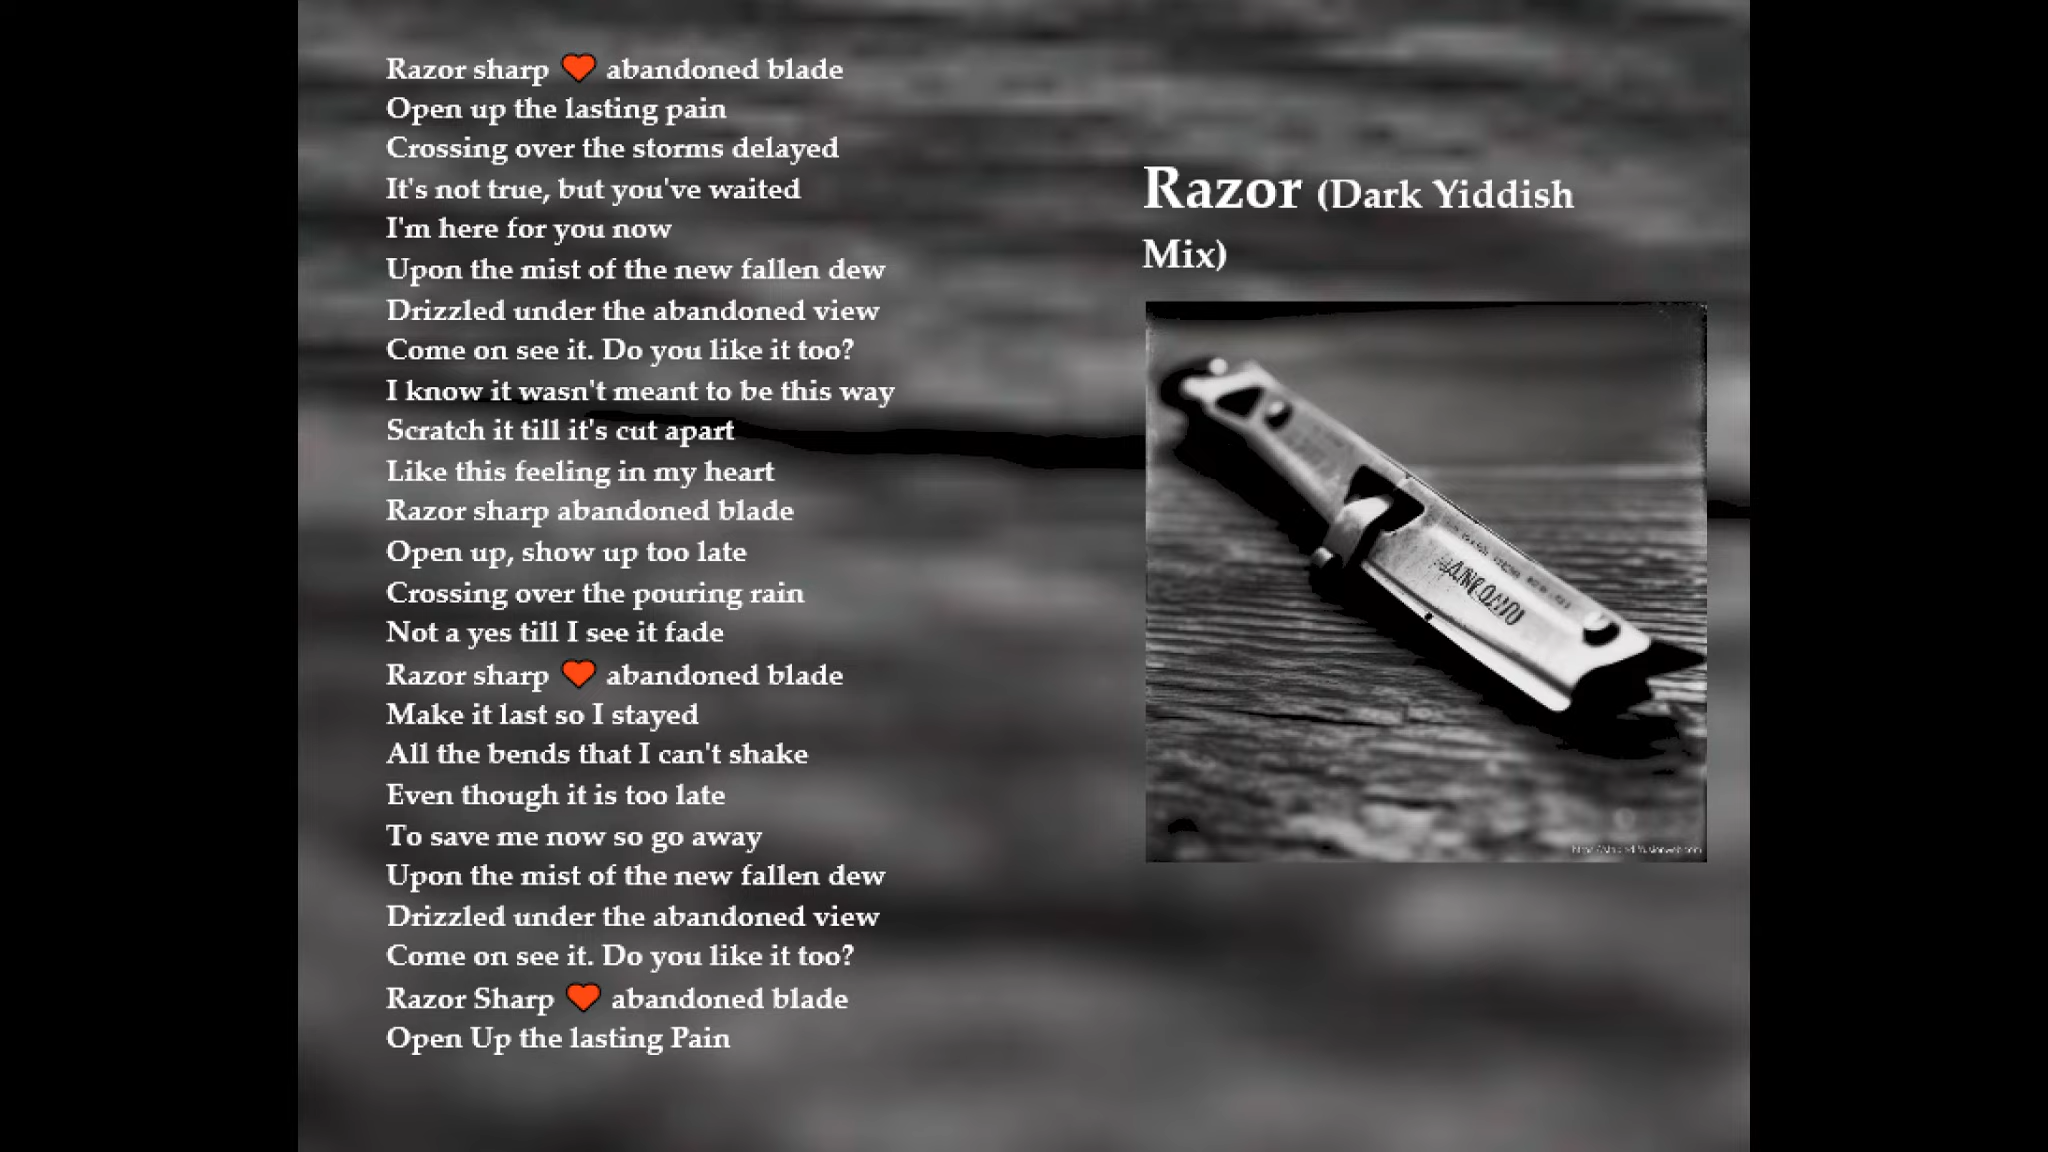 Razor sharp ❤ abandoned blade
Open up the lasting pain
Crossing over the storms delayed
It's not true, but you've waited
I'm here for you now
Upon the mist of the new fallen dew
Drizzled under the abandoned view
Come on see it. Do you like it too?
I know it wasn't meant to be this way
Scratch it till it's cut apart
Like this feeling in my heart
Razor sharp abandoned blade
Open up, show up too late
Crossing over the pouring rain
Not a yes till I see it fade
Razor sharp ❤ abandoned blade
Make it last so I stayed
All the bends that I can't shake
Even though it is too late
To save me now so go away
Upon the mist of the new fallen dew
Drizzled under the abandoned view
Come on see it. Do you like it too?
Razor Sharp ❤ abandoned blade
Open Up the lasting Pain
Razor (Dark Yiddish
Mix)